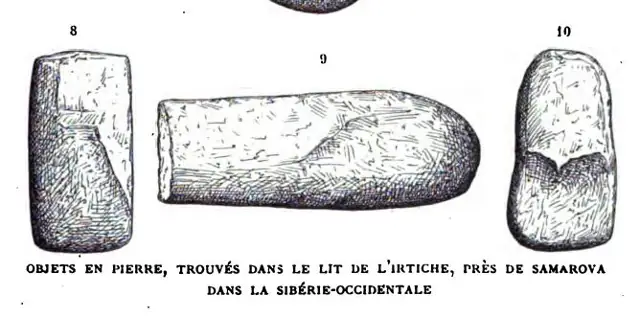 8
9
10
OBJETS EN PIERRE, TROUVÉS DANS LE LIT DE L'IRTICHE, PRÈS DE SAMAROVA
DANS LA SIBÉRIE-OCCIDENTALE